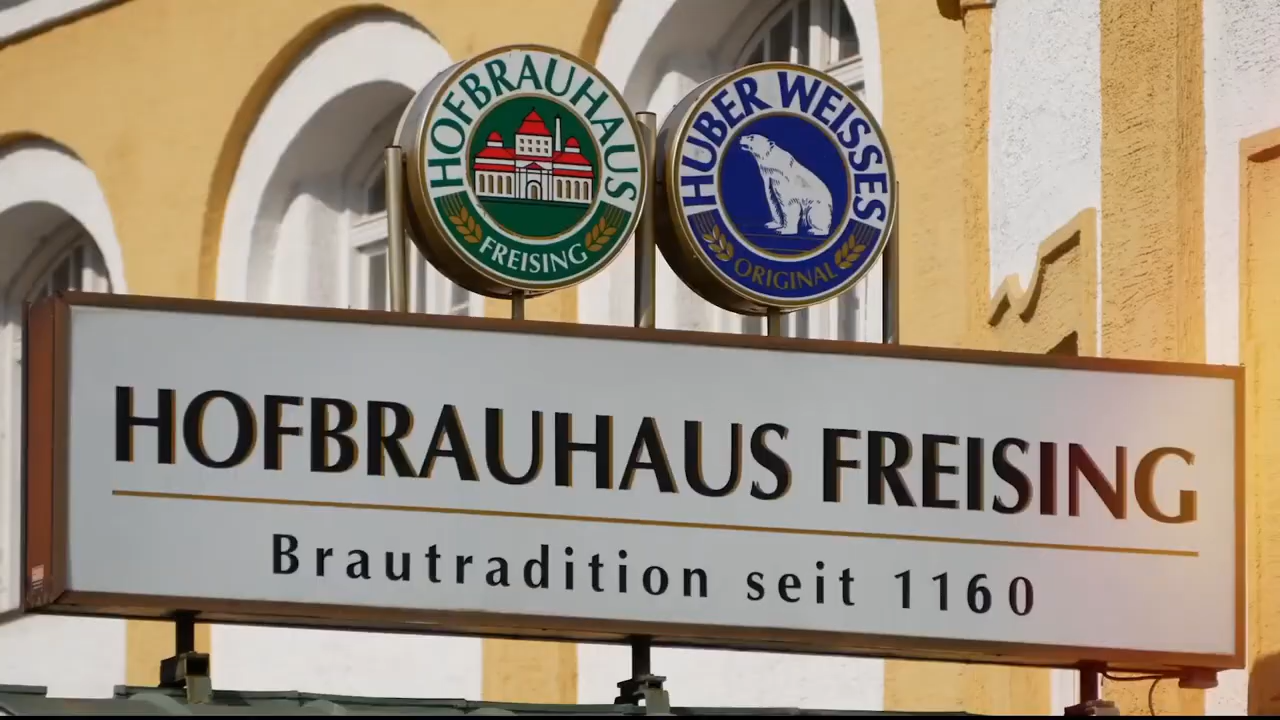 HOFBRAUHAUS
FREISING
HUBER WEISSES
ORIGINAL
HOFBRAUHAUS FREISING
Brautradition seit 1160